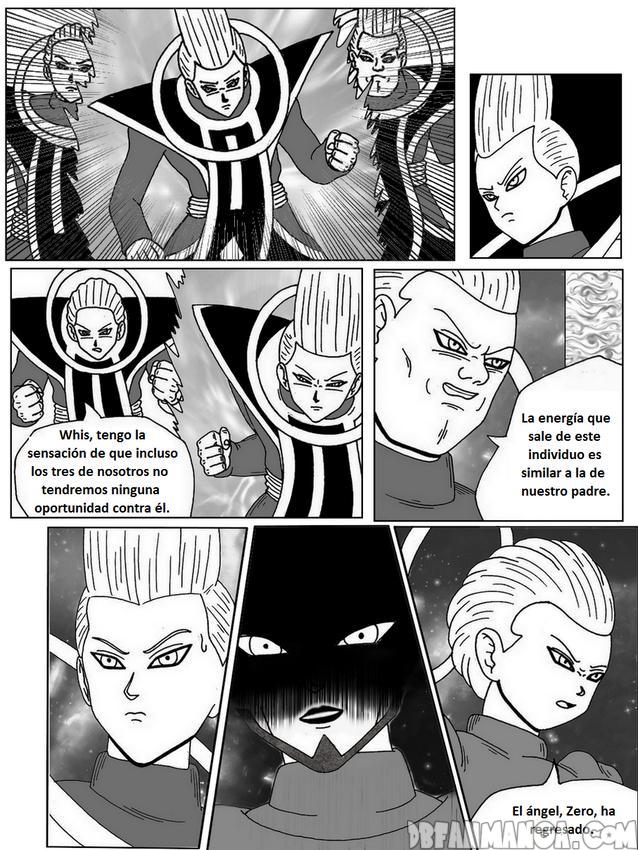 Whis, tengo la
sensación de que incluso
los tres de nosotros no
tendremos ninguna
oportunidad contra él.
La energía que
sale de este
individuo es
similar a la de
nuestro padre.
El ángel, Zero, ha
regresado.
DBFANMANGA.COM